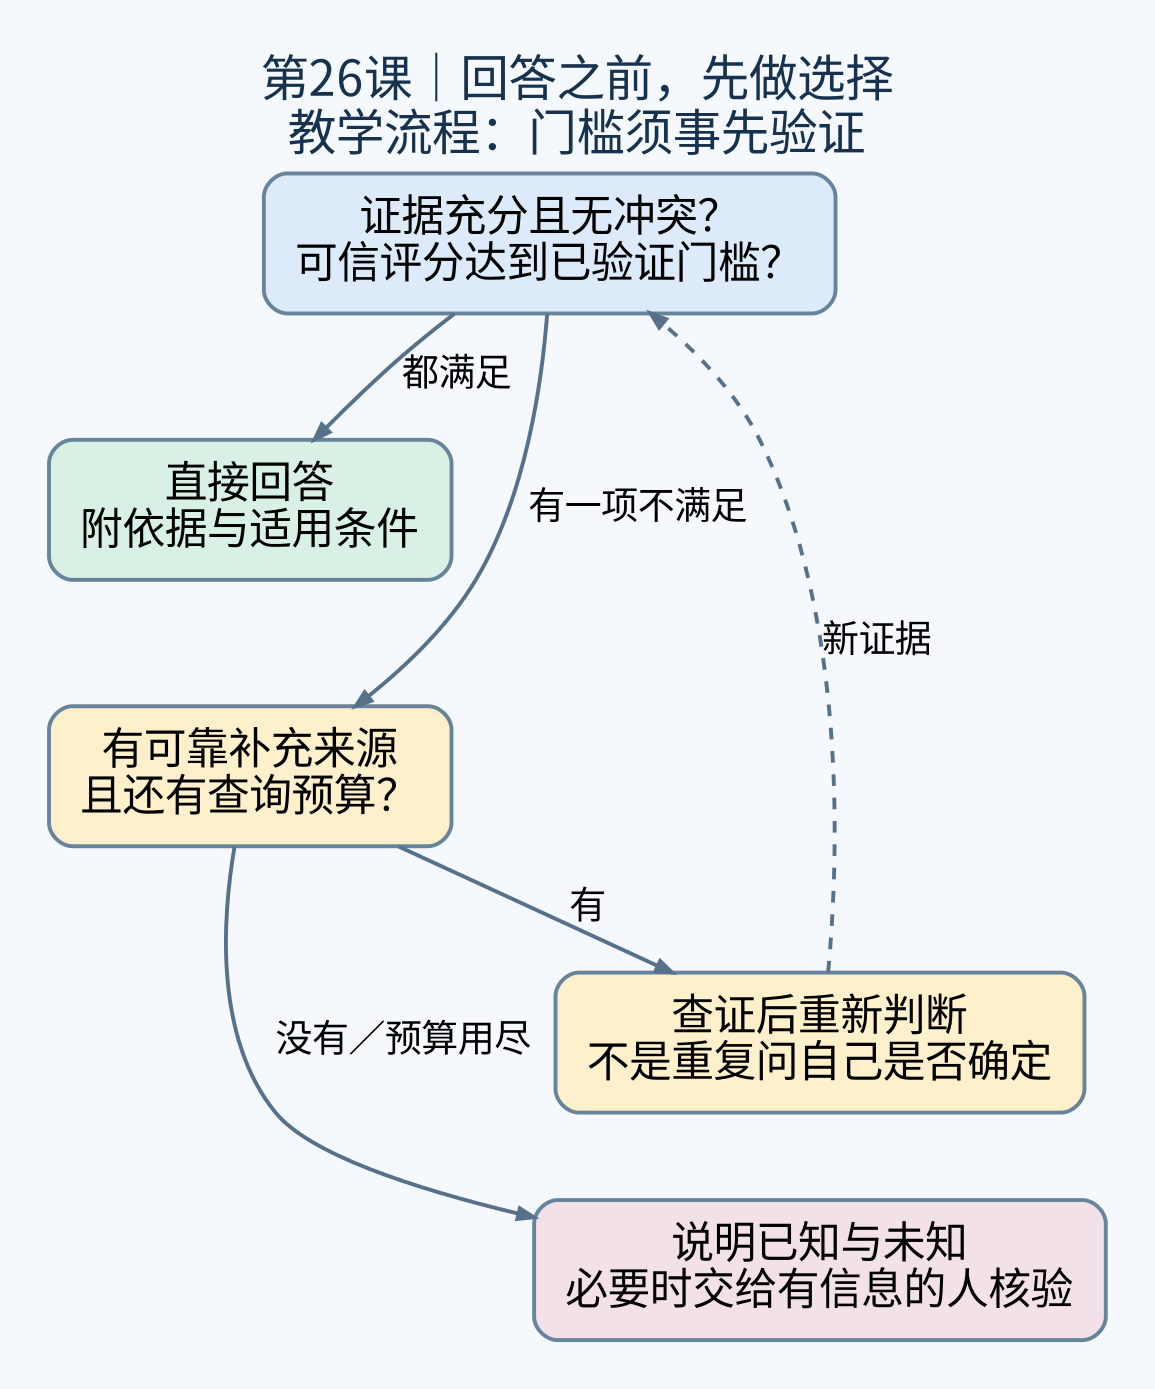 第26课｜回答之前，先做选择
教学流程：门槛须事先验证
证据充分且无冲突？
可信评分达到已验证门槛？
都满足
直接回答
附依据与适用条件
有一项不满足
新证据
有可靠补充来源
且还有查询预算？
有
查证后重新判断
不是重复问自己是否确定
没有／预算用尽
说明已知与未知
必要时交给有信息的人核验